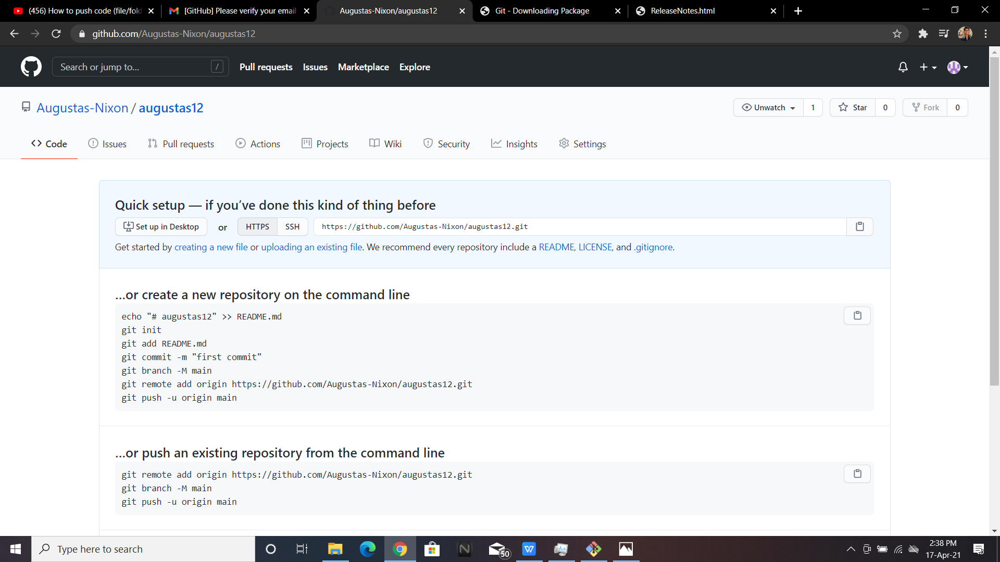 (456) How to push code (file/fold
[GitHub] Please verify your email
Augustas-Nixon/augustas12
Git - Downloading Package
ReleaseNotes.html
github.com/Augustas-Nixon/augustas12
Search or jump to...
/
Pull requests
Issues
Marketplace
Explore
Augustas-Nixon / augustas12
Unwatch 1
Star 0
Fork 0
Code
Issues
Pull requests
Actions
Projects
Wiki
Security
Insights
Settings
Quick setup — if you’ve done this kind of thing before
Set up in Desktop or HTTPS SSH https://github.com/Augustas-Nixon/augustas12.git
Get started by creating a new file or uploading an existing file. We recommend every repository include a README, LICENSE, and .gitignore.
…or create a new repository on the command line
echo "# augustas12" >> README.md
git init
git add README.md
git commit -m "first commit"
git branch -M main
git remote add origin https://github.com/Augustas-Nixon/augustas12.git
git push -u origin main
…or push an existing repository from the command line
git remote add origin https://github.com/Augustas-Nixon/augustas12.git
git branch -M main
git push -u origin main
Type here to search
N
50
W
2:38 PM
17-Apr-21